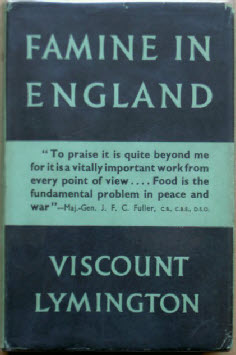 FAMINE IN
ENGLAND
"To praise it is quite beyond me
for it is a vitally important work from
every point of view .... Food is the
fundamental problem in peace and
war"—Maj.-Gen. J. F. C. Fuller, C.B., C.B.E., D.S.O.
VISCOUNT
LYMINGTON